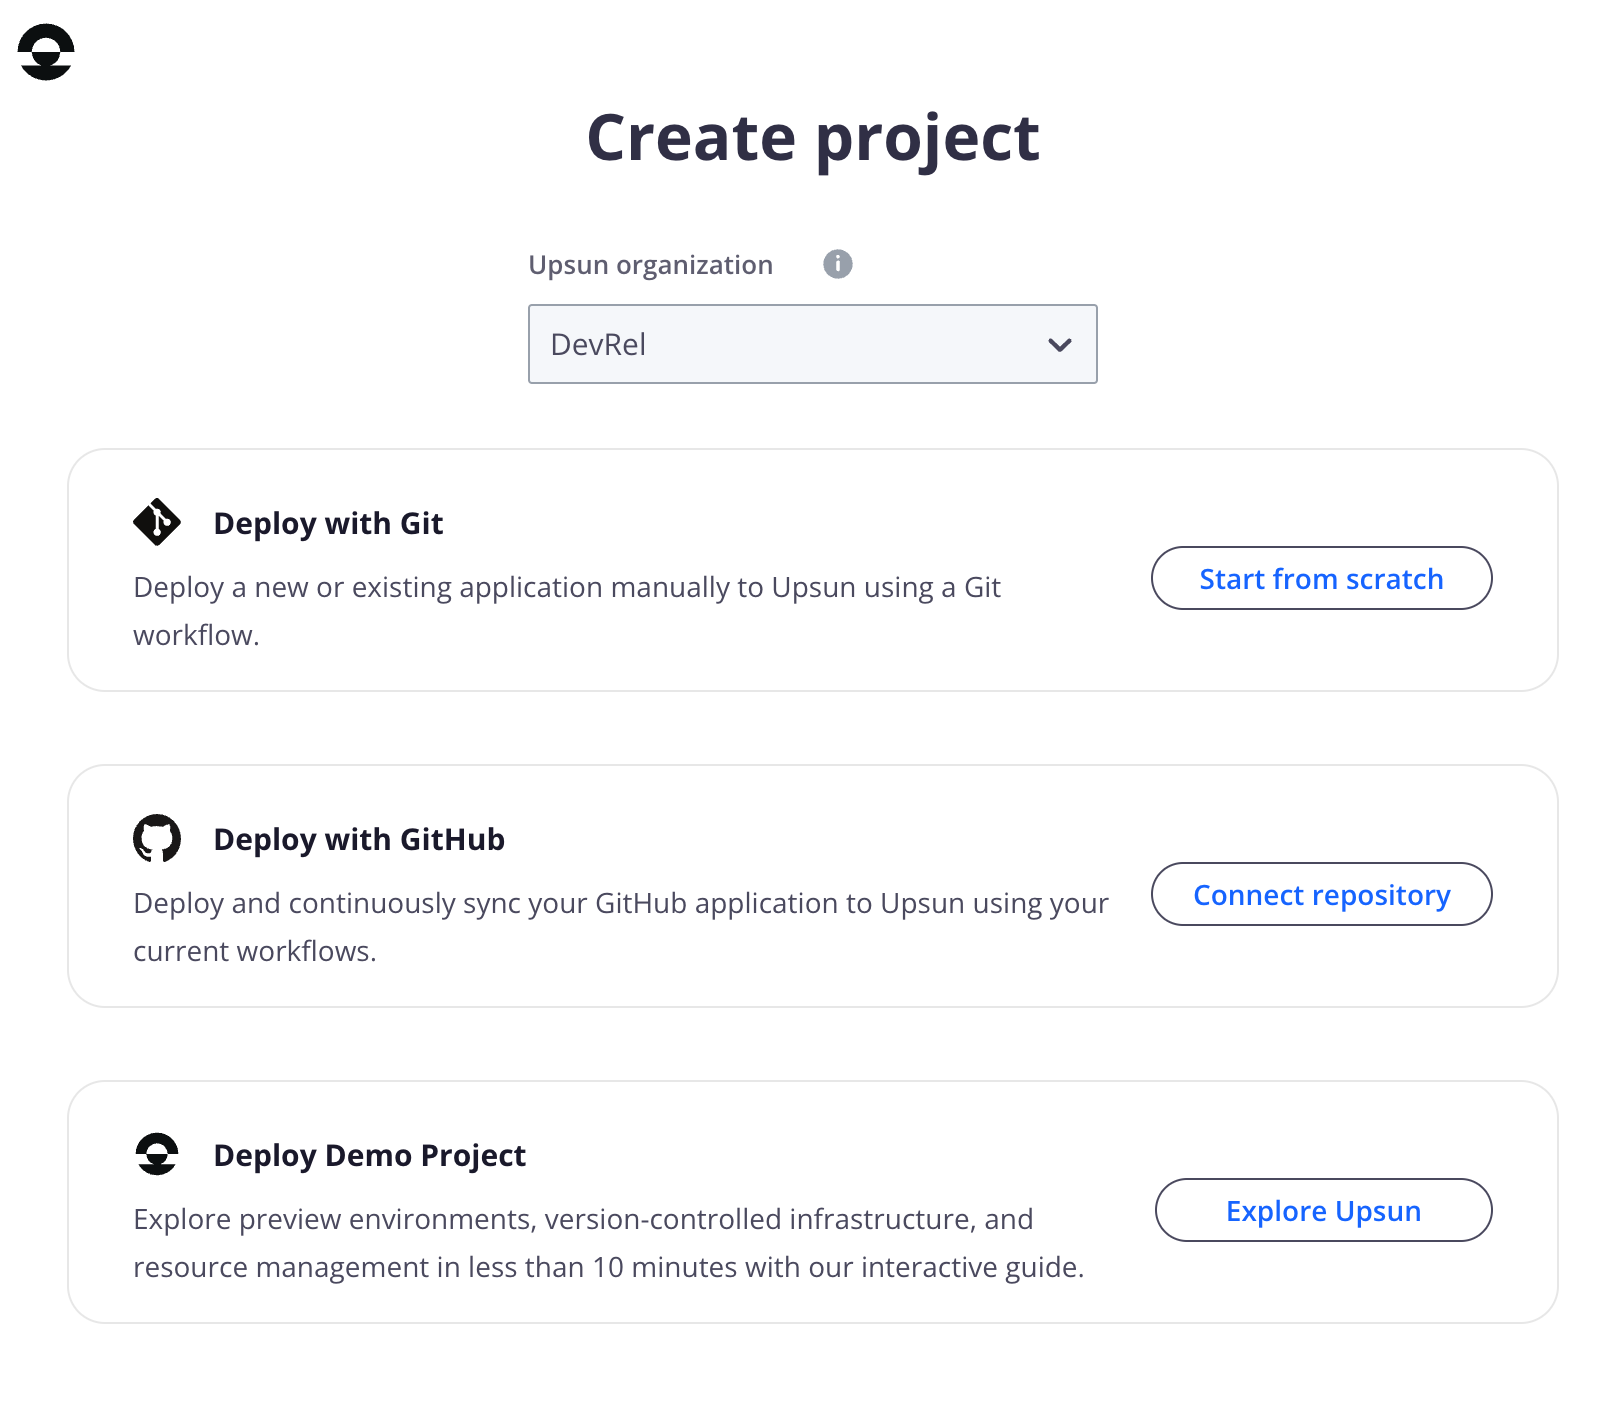 Create project
Upsun organization
DevRel
Deploy with Git
Deploy a new or existing application manually to Upsun using a Git
workflow.
Start from scratch
Deploy with GitHub
Deploy and continuously sync your GitHub application to Upsun using your
current workflows.
Connect repository
Deploy Demo Project
Explore preview environments, version-controlled infrastructure, and
resource management in less than 10 minutes with our interactive guide.
Explore Upsun